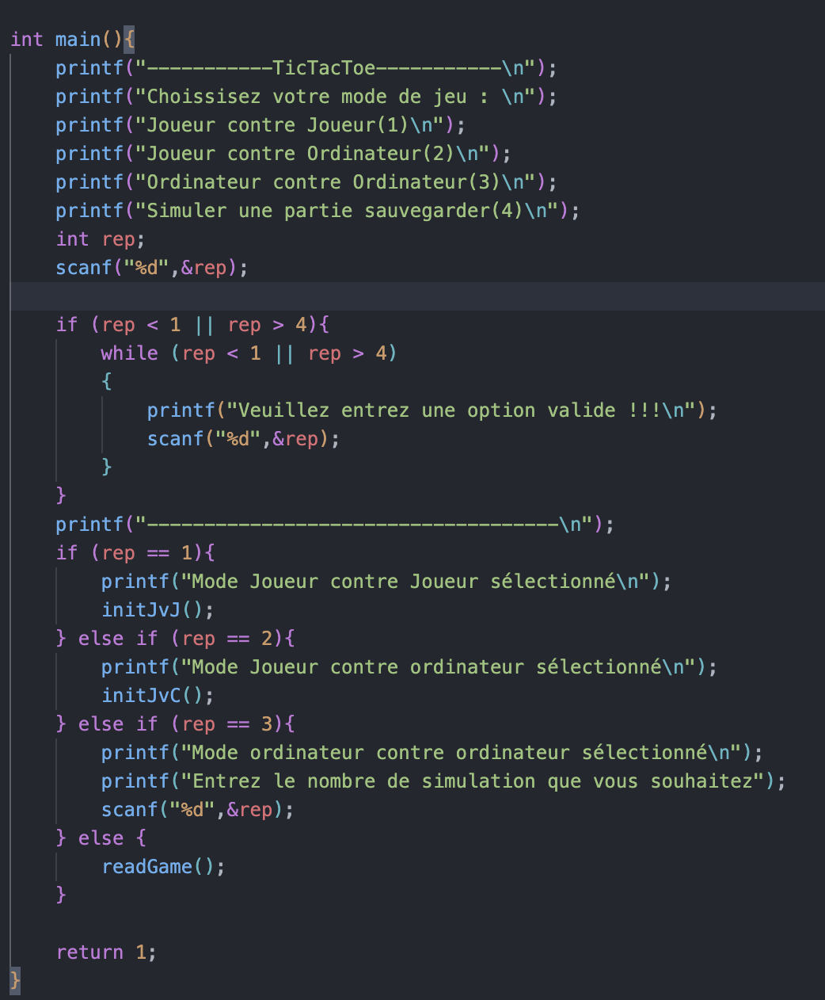 int main(){
    printf("-----------TicTacToe-----------\n");
    printf("Choissisez votre mode de jeu : \n");
    printf("Joueur contre Joueur(1)\n");
    printf("Joueur contre Ordinateur(2)\n");
    printf("Ordinateur contre Ordinateur(3)\n");
    printf("Simuler une partie sauvegarder(4)\n");
    int rep;
    scanf("%d",&rep);

    if (rep < 1 || rep > 4){
        while (rep < 1 || rep > 4)
        {
            printf("Veuillez entrez une option valide !!!\n");
            scanf("%d",&rep);
        }
    }
    printf("------------------------------------\n");
    if (rep == 1){
        printf("Mode Joueur contre Joueur sélectionné\n");
        initJvJ();
    } else if (rep == 2){
        printf("Mode Joueur contre ordinateur sélectionné\n");
        initJvC();
    } else if (rep == 3){
        printf("Mode ordinateur contre ordinateur sélectionné\n");
        printf("Entrez le nombre de simulation que vous souhaitez");
        scanf("%d",&rep);
    } else {
        readGame();
    }

    return 1;
}